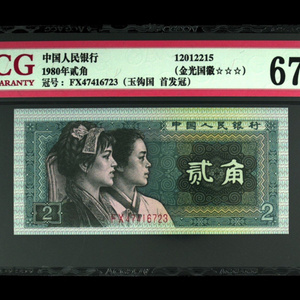 CG
WARRANTY
中国人民银行
12012215
1980年贰角
(金光国徽☆☆☆)
冠号: FX47416723 (玉钩国 首发冠)
67
中国人民银行
贰角
FX47416723
2
2